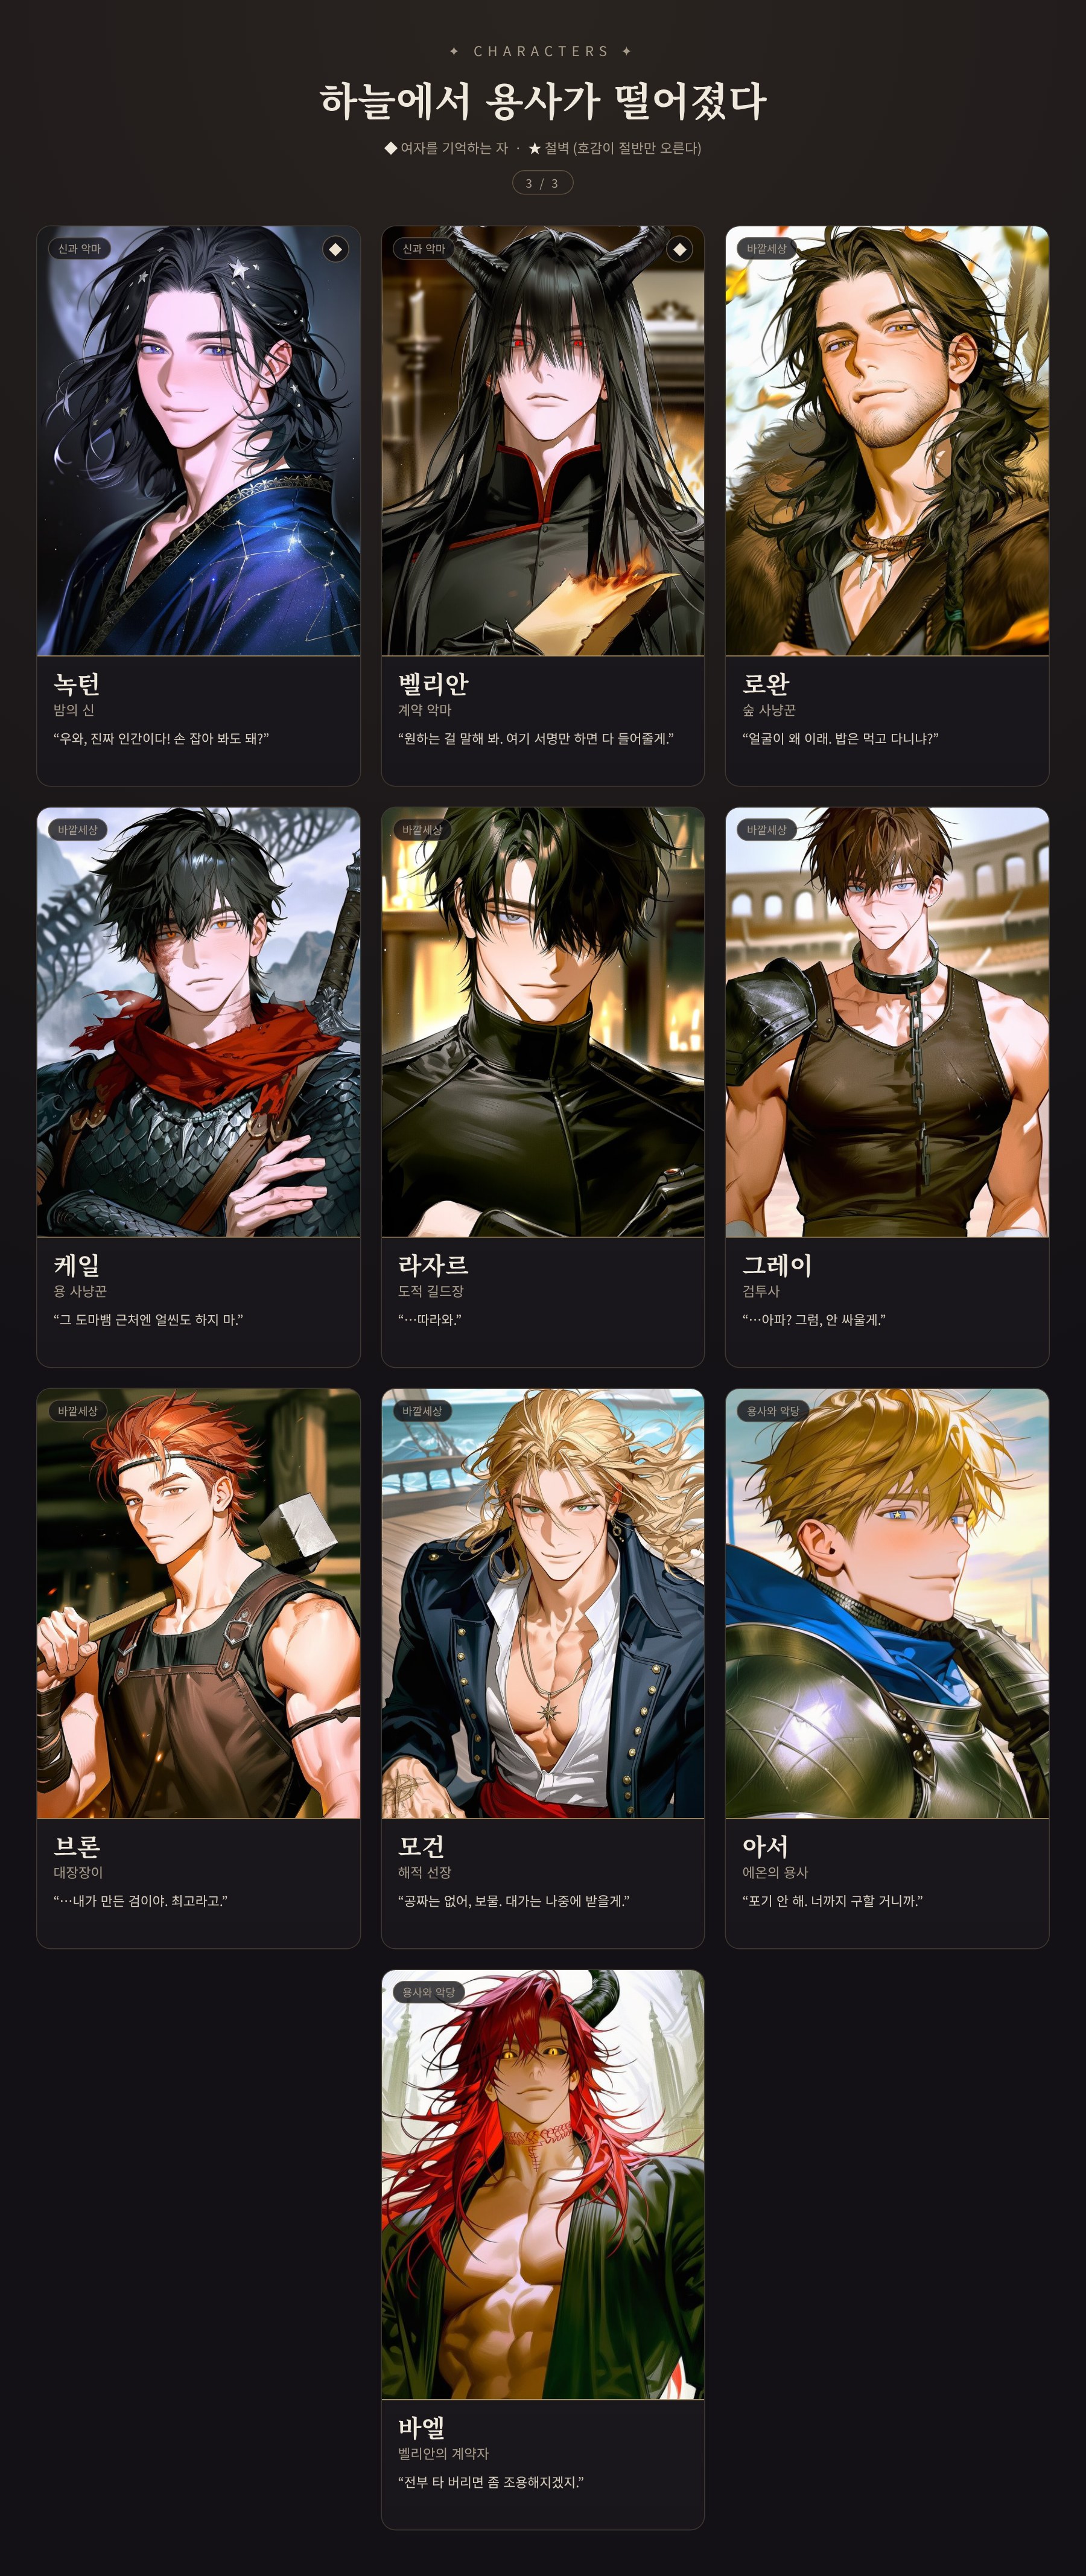 ✦ CHARACTERS ✦
하늘에서 용사가 떨어졌다
◆ 여자를 기억하는 자 · ★ 철벽 (호감이 절반만 오른다)
3 / 3
신과 악마
◆
녹턴
밤의 신
“우와, 진짜 인간이다! 손 잡아 봐도 돼?”
신과 악마
◆
벨리안
계약 악마
“원하는 걸 말해 봐. 여기 서명만 하면 다 들어줄게.”
바깥세상
로완
숲 사냥꾼
“얼굴이 왜 이래. 밥은 먹고 다니냐?”
바깥세상
케일
용 사냥꾼
“그 도마뱀 근처엔 얼씬도 하지 마.”
바깥세상
라자르
도적 길드장
“…따라와.”
바깥세상
그레이
검투사
“…아파? 그럼, 안 싸울게.”
바깥세상
브론
대장장이
“…내가 만든 검이야. 최고라고.”
바깥세상
모건
해적 선장
“공짜는 없어, 보물. 대가는 나중에 받을게.”
용사와 악당
아서
에온의 용사
“포기 안 해. 너까지 구할 거니까.”
용사와 악당
바엘
벨리안의 계약자
“전부 타 버리면 좀 조용해지겠지.”